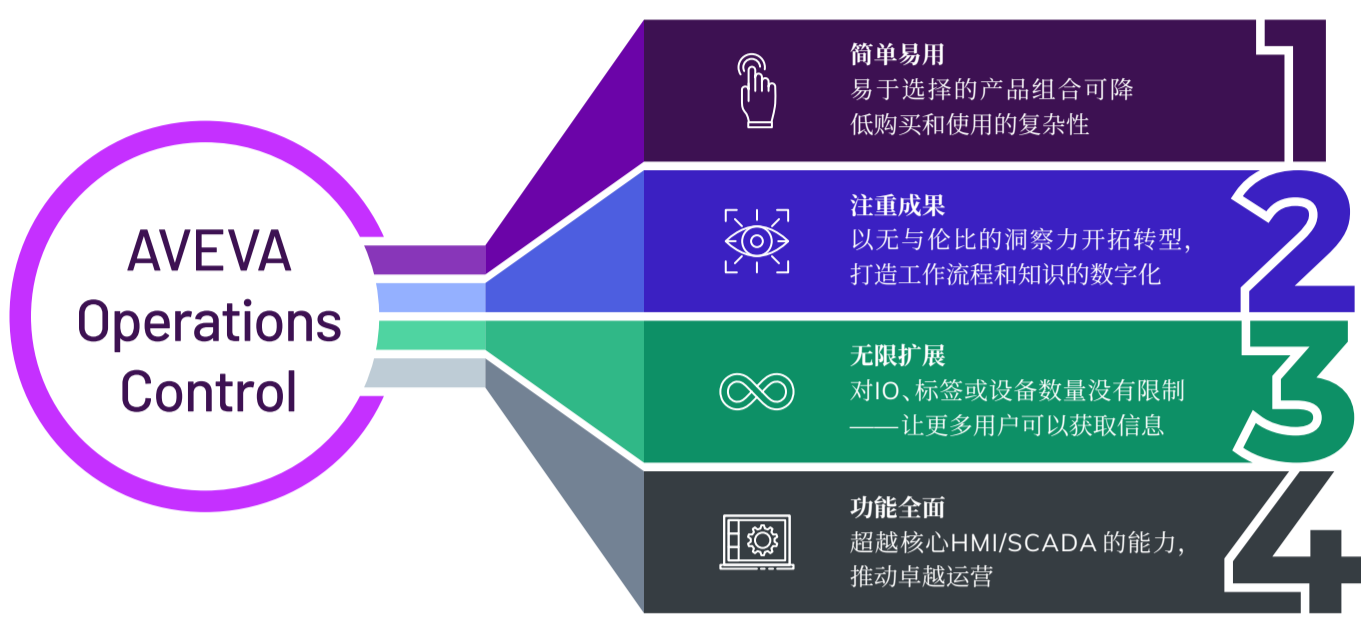 AVEVA
Operations
Control
简单易用
易于选择的产品组合可降
低购买和使用的复杂性
1
注重成果
以无与伦比的洞察力开拓转型,
打造工作流程和知识的数字化
2
无限扩展
对IO、标签或设备数量没有限制
——让更多用户可以获取信息
3
功能全面
超越核心HMI/SCADA 的能力,
推动卓越运营
4